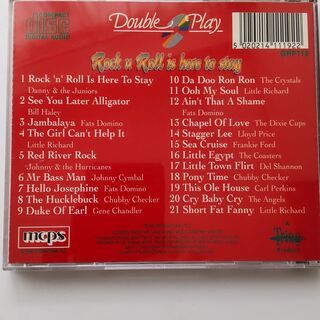 COMPACT
disc
DIGITAL AUDIO
Double Play
2
5 020214 111922
GRF119
Rock n Roll is here to stay
1 Rock 'n' Roll Is Here To Stay
Danny & the Juniors
2 See You Later Alligator
Bill Haley
3 Jambalaya Fats Domino
4 The Girl Can't Help It
Little Richard
5 Red River Rock
Johnny & the Hurricanes
6 Mr Bass Man Johnny Cymbal
7 Hello Josephine Fats Domino
8 The Hucklebuck Chubby Checker
9 Duke Of Earl Gene Chandler
10 Da Doo Ron Ron The Crystals
11 Ooh My Soul Little Richard
12 Ain't That A Shame
Fats Domino
13 Chapel Of Love The Dixie Cups
14 Stagger Lee Lloyd Price
15 Sea Cruise Frankie Ford
16 Little Egypt The Coasters
17 Little Town Flirt Del Shannon
18 Pony Time Chubby Checker
19 This Ole House Carl Perkins
20 Cry Baby Cry The Angels
21 Short Fat Fanny Little Richard
mcps
A
Tring
Product